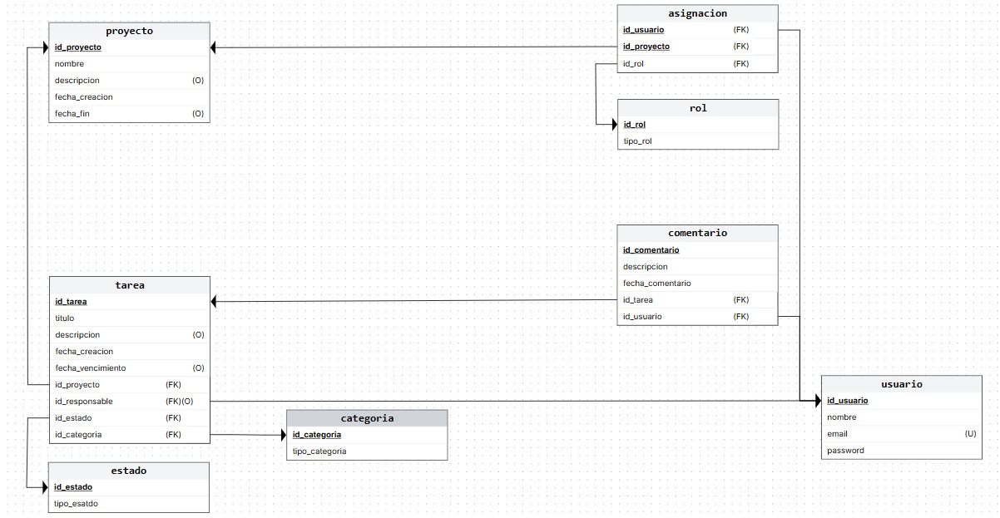 proyecto
id_proyecto
nombre
descripcion (O)
fecha_creacion
fecha_fin (O)
asignacion
id_usuario (FK)
id_proyecto (FK)
id_rol (FK)
rol
id_rol
tipo_rol
comentario
id_comentario
descripcion
fecha_comentario
id_tarea (FK)
id_usuario (FK)
tarea
id_tarea
titulo
descripcion (O)
fecha_creacion
fecha_vencimiento (O)
id_proyecto (FK)
id_responsable (FK)(O)
id_estado (FK)
id_categoria (FK)
categoria
id_categoria
tipo_categoria
usuario
id_usuario
nombre
email (U)
password
estado
id_estado
tipo_esatdo